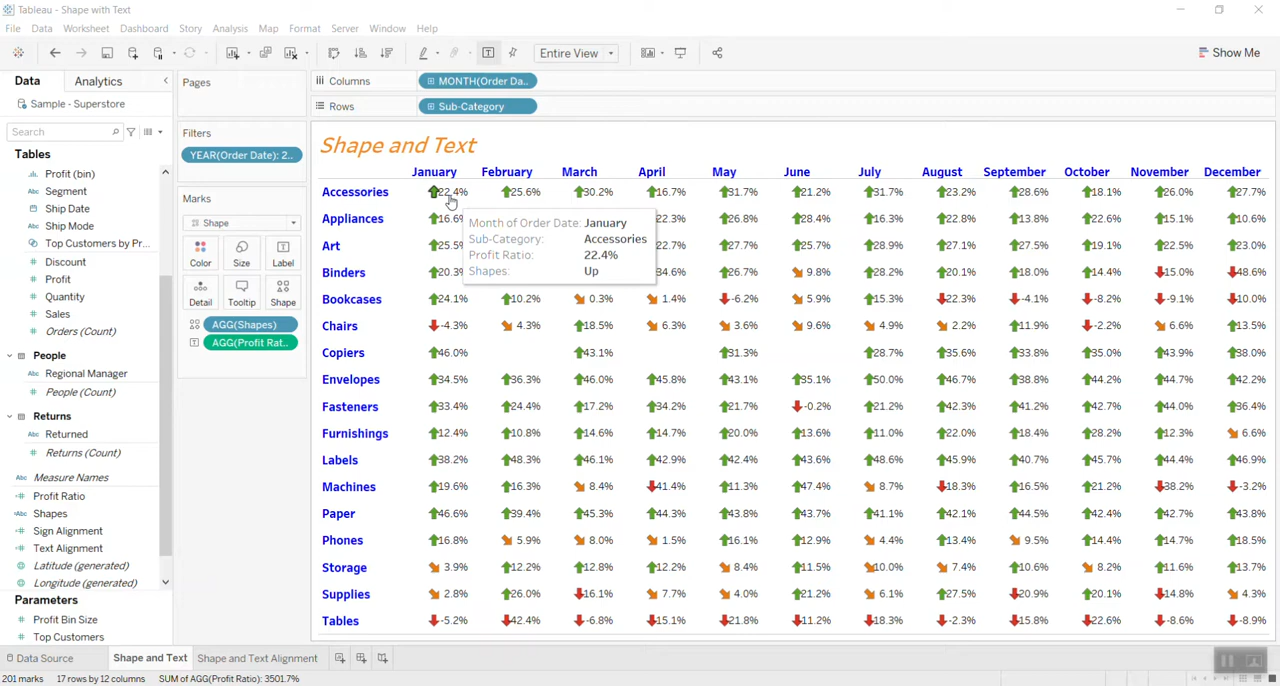 Tableau - Shape with Text
File Data Worksheet Dashboard Story Analysis Map Format Server Window Help
Entire View
Show Me
Data Analytics
Sample - Superstore
Search
Tables
Profit (bin)
Abc Segment
Ship Date
Abc Ship Mode
Top Customers by Pr...
# Discount
# Profit
# Quantity
# Sales
# Orders (Count)
People
Abc Regional Manager
# People (Count)
Returns
Abc Returned
# Returns (Count)
Abc Measure Names
=# Profit Ratio
=Abc Shapes
=# Sign Alignment
=# Text Alignment
Latitude (generated)
Longitude (generated)
Parameters
# Profit Bin Size
# Top Customers
Pages
Filters
YEAR(Order Date): 2..
Marks
Shape
Color Size Label
Detail Tooltip Shape
AGG(Shapes)
AGG(Profit Rat..
Columns MONTH(Order Da..
Rows Sub-Category
Shape and Text
January February March April May June July August September October November December
Accessories 22.4% 25.6% 30.2% 16.7% 31.7% 21.2% 31.7% 23.2% 28.6% 18.1% 26.0% 27.7%
Appliances 16.6% 22.3% 26.8% 28.4% 16.3% 22.8% 13.8% 22.6% 15.1% 10.6%
Art 25.5% 22.7% 27.7% 25.7% 28.9% 27.1% 27.5% 19.1% 22.5% 23.0%
Binders 20.3% 34.6% 26.7% 9.8% 28.2% 20.1% 18.0% 14.4% 15.0% 48.6%
Bookcases 24.1% 10.2% 0.3% 1.4% -6.2% 5.9% 15.3% 22.3% -4.1% -8.2% -9.1% 10.0%
Chairs -4.3% 4.3% 18.5% 6.3% 3.6% 9.6% 4.9% 2.2% 11.9% -2.2% 6.6% 13.5%
Copiers 46.0% 43.1% 31.3% 28.7% 35.6% 33.8% 35.0% 43.9% 38.0%
Envelopes 34.5% 36.3% 46.0% 45.8% 43.1% 35.1% 50.0% 46.7% 38.8% 44.2% 44.7% 42.2%
Fasteners 33.4% 24.4% 17.2% 34.2% 21.7% -0.2% 21.2% 42.3% 41.2% 42.7% 44.0% 36.4%
Furnishings 12.4% 10.8% 14.6% 14.7% 20.0% 13.6% 11.0% 22.0% 18.4% 28.2% 12.3% 6.6%
Labels 38.2% 48.3% 46.1% 42.9% 42.4% 43.6% 48.6% 45.9% 40.7% 45.7% 44.4% 46.9%
Machines 19.6% 16.3% 8.4% 41.4% 11.3% 47.4% 8.7% 18.3% 16.5% 21.2% 38.2% -3.2%
Paper 46.6% 39.4% 45.3% 44.3% 43.8% 43.7% 41.1% 42.1% 44.5% 42.4% 42.7% 43.8%
Phones 16.8% 5.9% 8.0% 1.5% 16.1% 12.9% 4.4% 13.4% 9.5% 14.4% 14.7% 18.5%
Storage 3.9% 12.2% 12.8% 12.2% 8.4% 11.5% 10.0% 7.4% 10.6% 8.2% 11.6% 13.7%
Supplies 2.8% 26.0% 16.1% 7.7% 4.0% 21.2% 6.1% 27.5% 20.9% 20.1% 14.8% 4.3%
Tables -5.2% 42.4% -6.8% 15.1% 21.8% 11.2% 18.3% -2.3% 15.8% 22.6% -8.6% -8.9%
Month of Order Date: January
Sub-Category: Accessories
Profit Ratio: 22.4%
Shapes: Up
Data Source Shape and Text Shape and Text Alignment
201 marks 17 rows by 12 columns SUM of AGG(Profit Ratio): 3501.7%